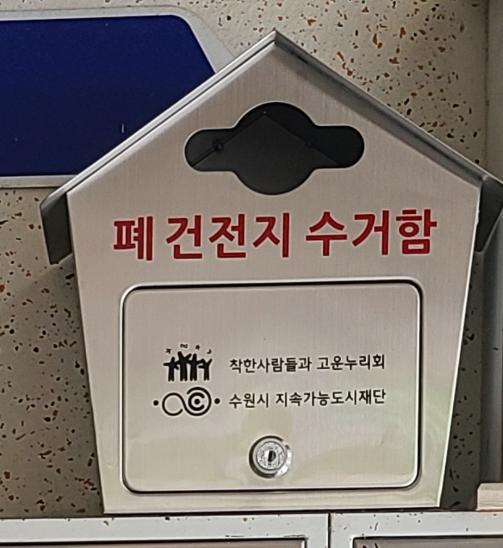 폐 건전지 수거함
착한사람들과 고운누리회
수원시 지속가능도시재단